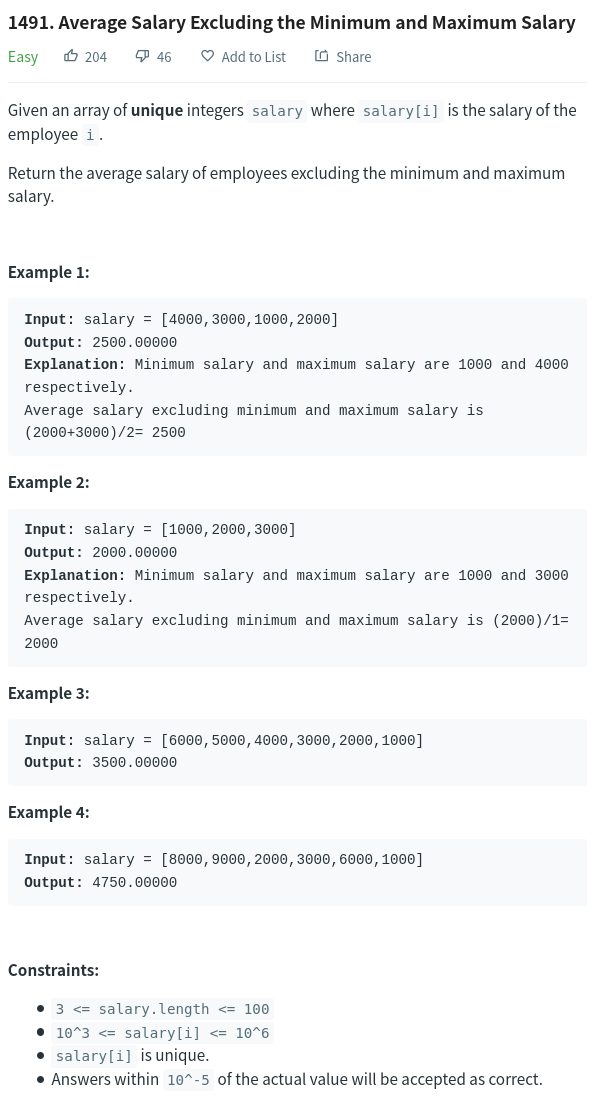 1491. Average Salary Excluding the Minimum and Maximum Salary
Easy 204 46 Add to List Share
Given an array of unique integers salary where salary[i] is the salary of the
employee i .
Return the average salary of employees excluding the minimum and maximum
salary.
Example 1:
Input: salary = [4000,3000,1000,2000]
Output: 2500.00000
Explanation: Minimum salary and maximum salary are 1000 and 4000
respectively.
Average salary excluding minimum and maximum salary is
(2000+3000)/2= 2500
Example 2:
Input: salary = [1000,2000,3000]
Output: 2000.00000
Explanation: Minimum salary and maximum salary are 1000 and 3000
respectively.
Average salary excluding minimum and maximum salary is (2000)/1=
2000
Example 3:
Input: salary = [6000,5000,4000,3000,2000,1000]
Output: 3500.00000
Example 4:
Input: salary = [8000,9000,2000,3000,6000,1000]
Output: 4750.00000
Constraints:
• 3 <= salary.length <= 100
• 10^3 <= salary[i] <= 10^6
• salary[i] is unique.
• Answers within 10^-5 of the actual value will be accepted as correct.